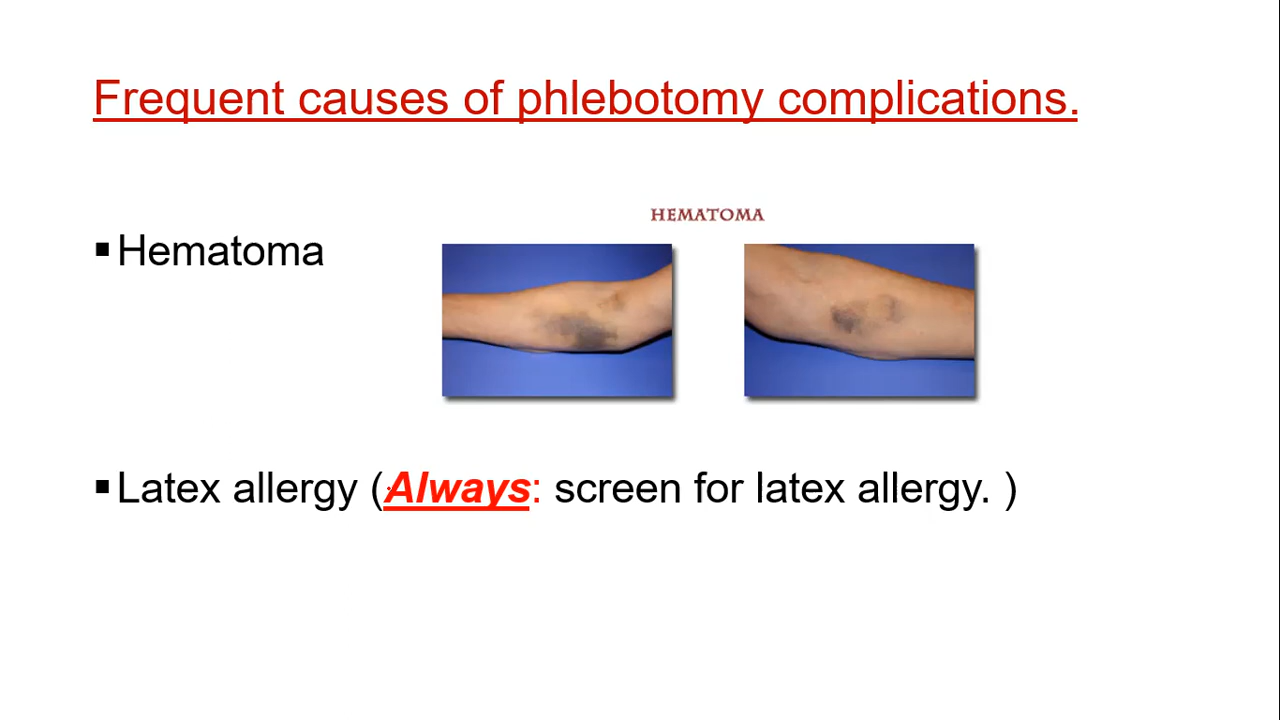 Frequent causes of phlebotomy complications.
HEMATOMA
▪Hematoma
▪Latex allergy (Always: screen for latex allergy. )